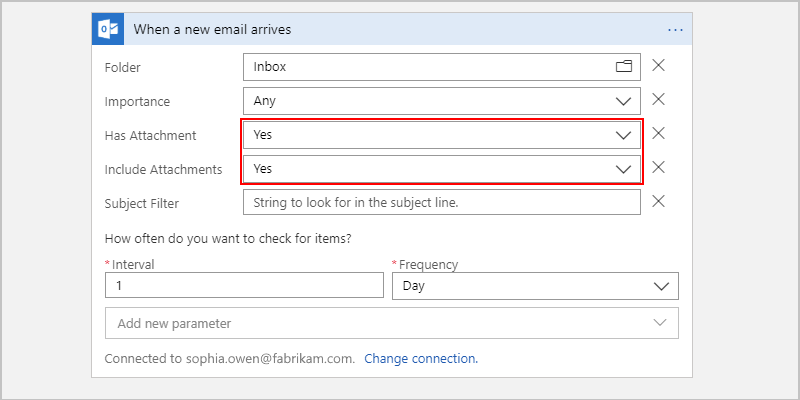 When a new email arrives
Folder Inbox
Importance Any
Has Attachment Yes
Include Attachments Yes
Subject Filter String to look for in the subject line.
How often do you want to check for items?
* Interval * Frequency
1 Day
Add new parameter
Connected to sophia.owen@fabrikam.com. Change connection.